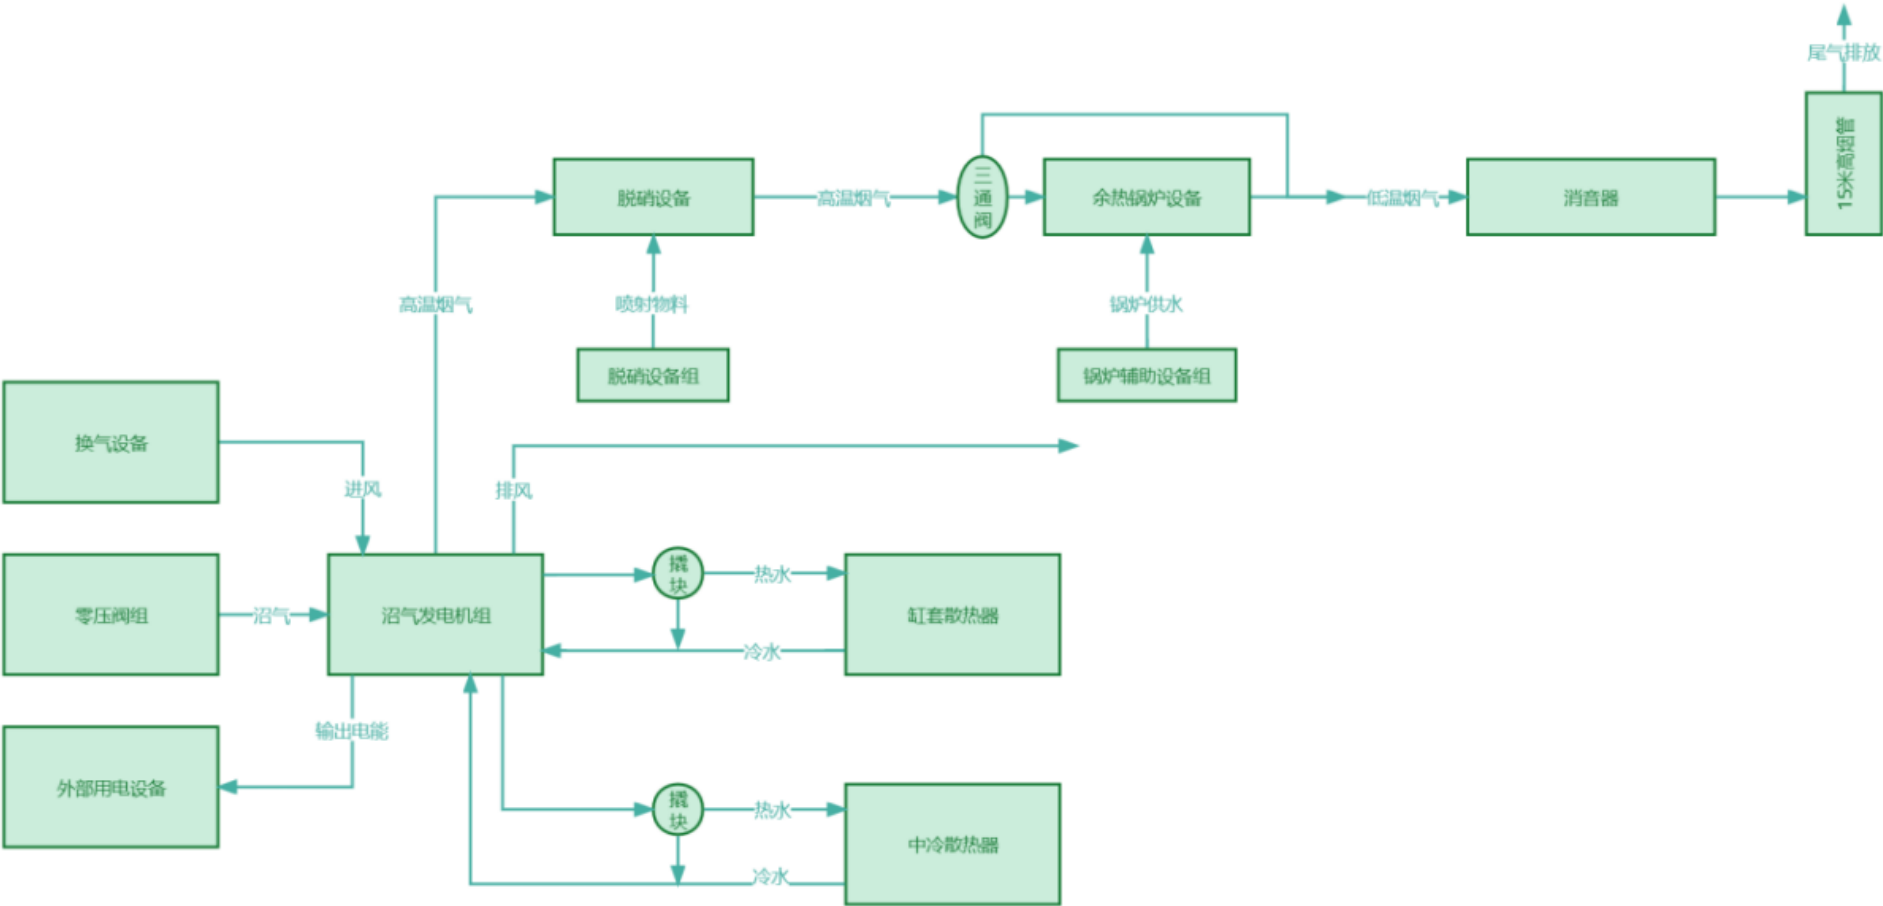 尾气排放
15米高烟管
脱硝设备
高温烟气
三
通
阀
余热锅炉设备
低温烟气
消音器
高温烟气
喷射物料
锅炉供水
脱硝设备组
锅炉辅助设备组
换气设备
进风
排风
零压阀组
沼气
沼气发电机组
撬
块
热水
冷水
缸套散热器
输出电能
外部用电设备
撬
块
热水
冷水
中冷散热器